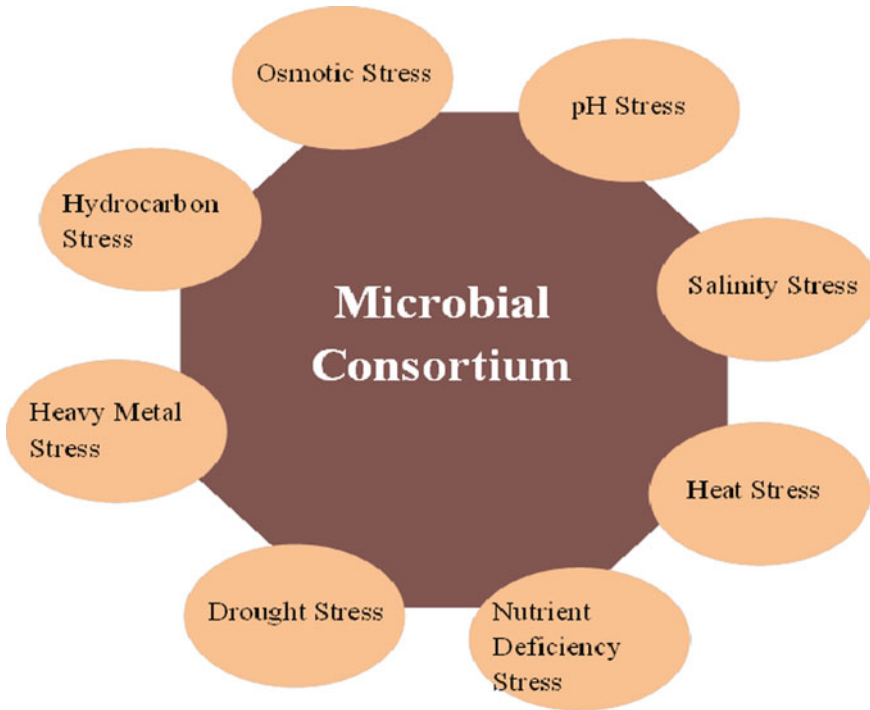 Osmotic Stress
pH Stress
Hydrocarbon
Stress
Salinity Stress
Microbial
Consortium
Heavy Metal
Stress
Heat Stress
Drought Stress
Nutrient
Deficiency
Stress